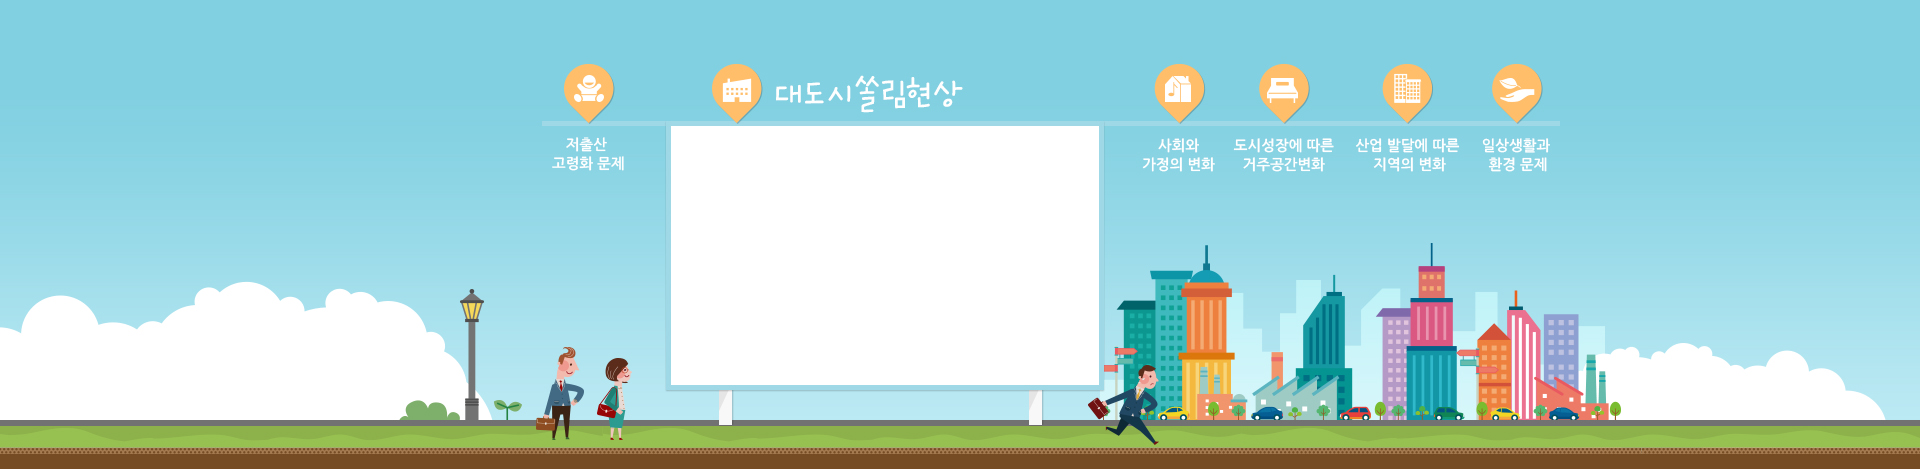 대도시쏠림현상
저출산
고령화 문제
사회와
가정의 변화
도시성장에 따른
거주공간변화
산업 발달에 따른
지역의 변화
일상생활과
환경 문제